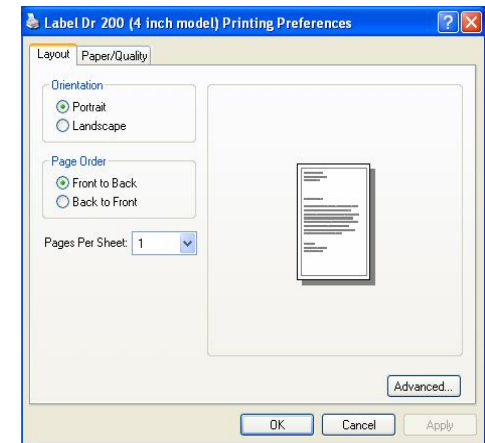 Label Dr 200 (4 inch model) Printing Preferences
Layout
Paper/Quality
Orientation
Portrait
Landscape
Page Order
Front to Back
Back to Front
Pages Per Sheet: 1
Advanced...
OK
Cancel
Apply